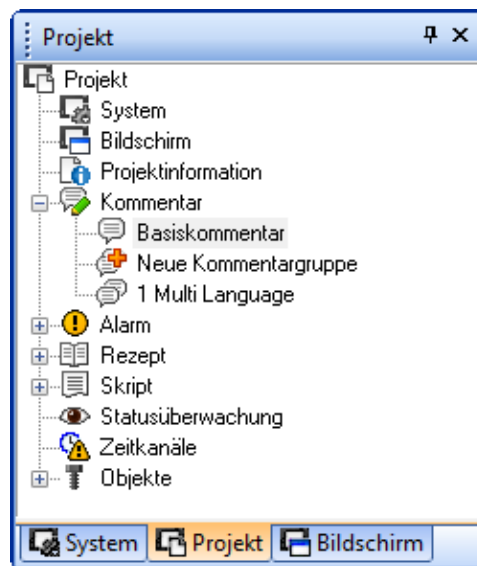 Projekt
Projekt
System
Bildschirm
Projektinformation
Kommentar
Basiskommentar
Neue Kommentargruppe
1 Multi Language
Alarm
Rezept
Skript
Statusüberwachung
Zeitkanäle
Objekte
System Projekt Bildschirm